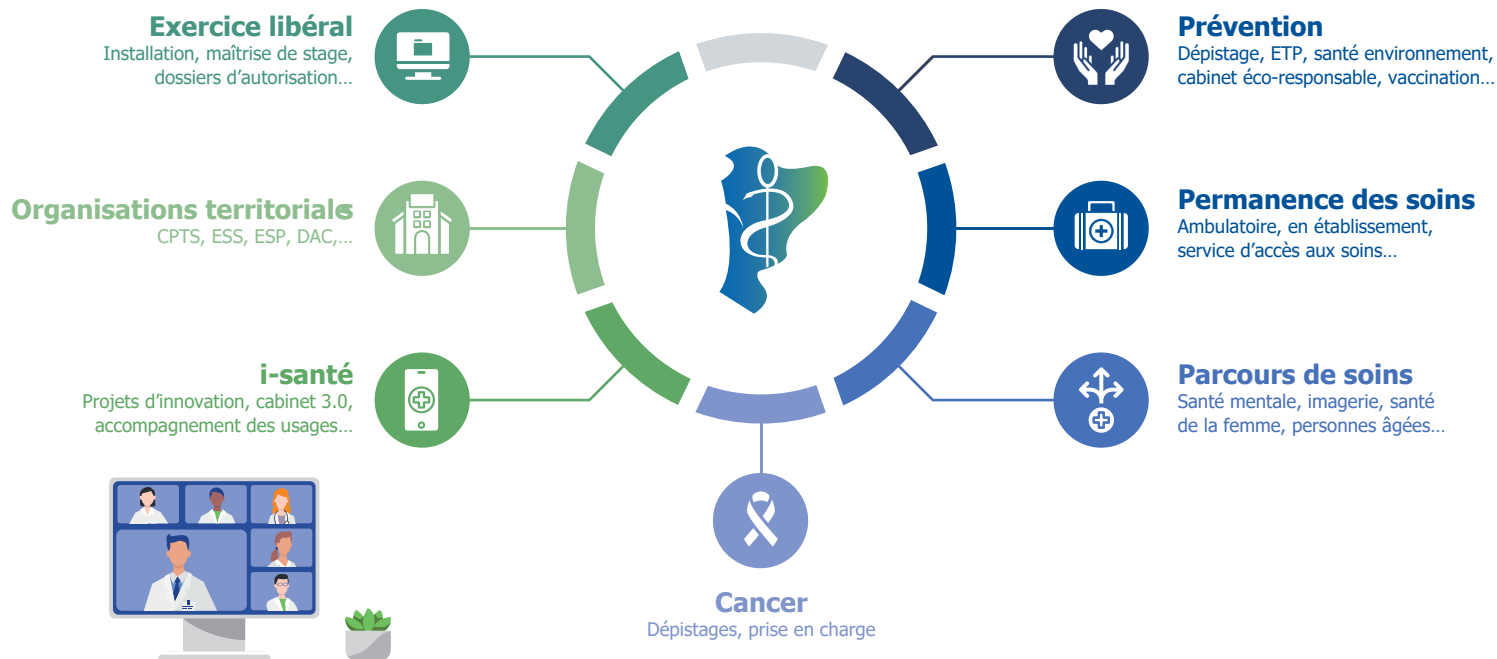 Exercice libéral
Installation, maîtrise de stage,
dossiers d’autorisation…
Organisations territoriales
CPTS, ESS, ESP, DAC,…
i-santé
Projets d’innovation, cabinet 3.0,
accompagnement des usages…
Prévention
Dépistage, ETP, santé environnement,
cabinet éco-responsable, vaccination…
Permanence des soins
Ambulatoire, en établissement,
service d’accès aux soins…
Parcours de soins
Santé mentale, imagerie, santé
de la femme, personnes âgées…
Cancer
Dépistages, prise en charge